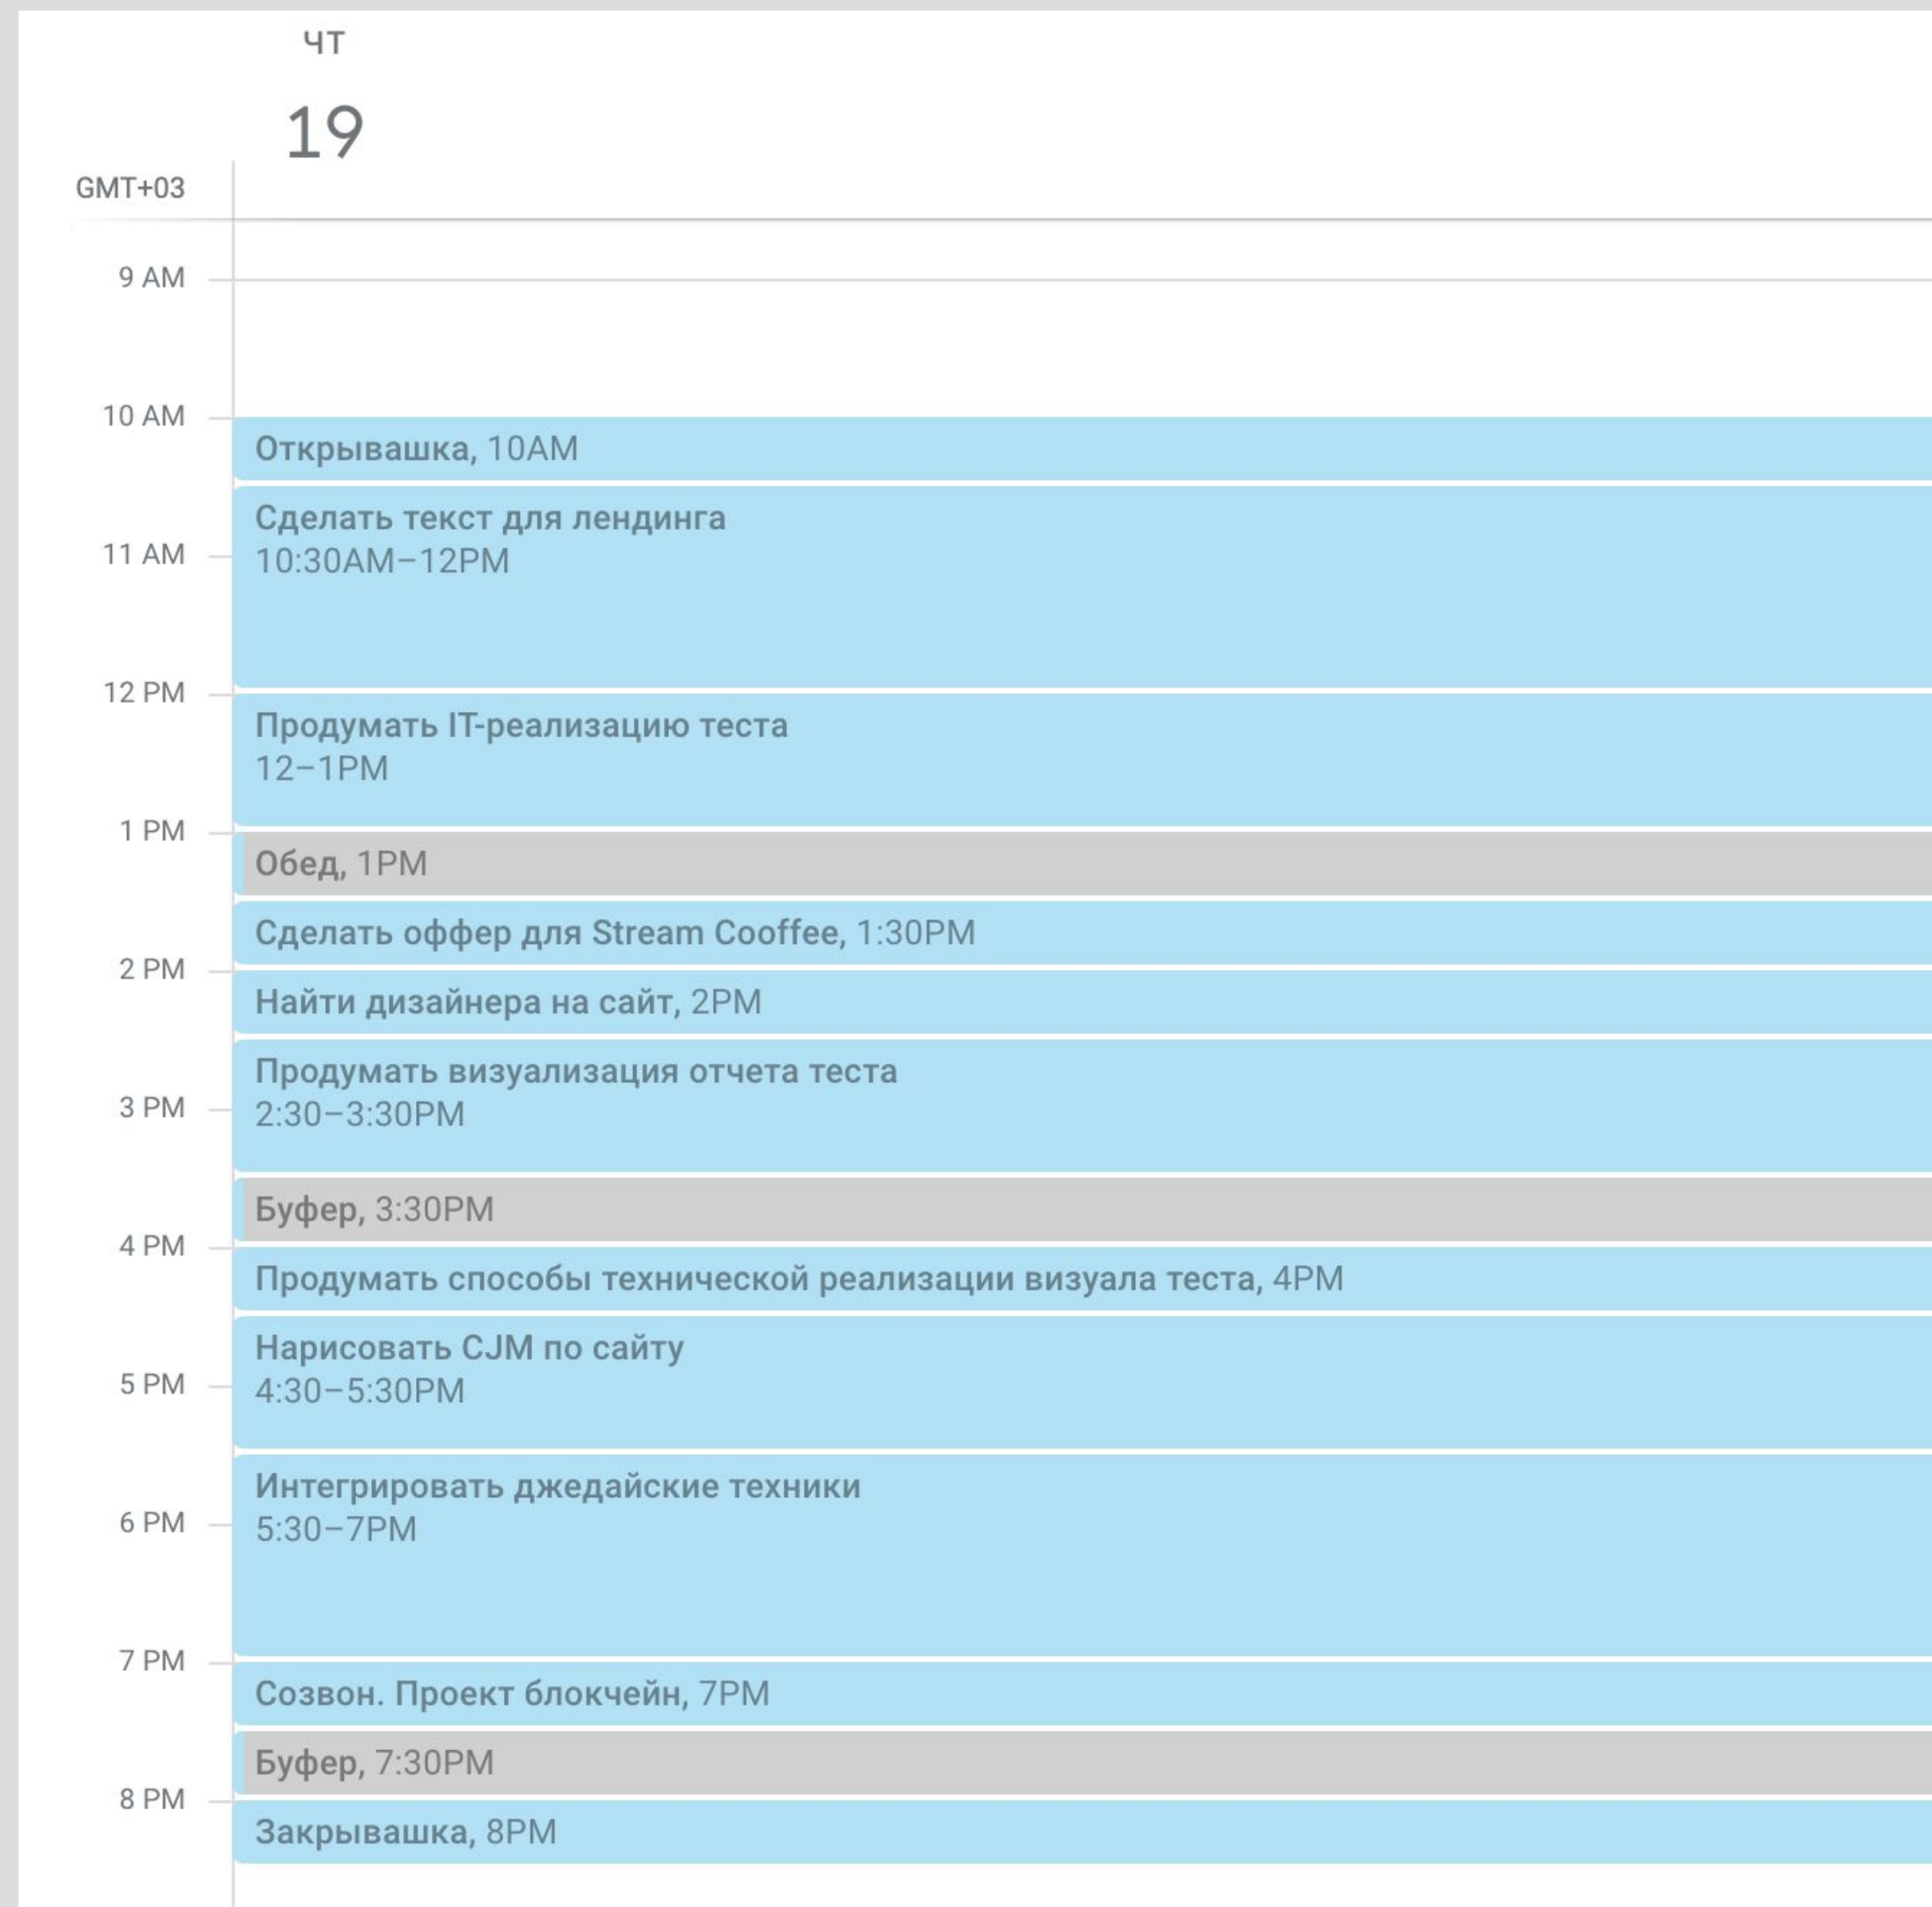 ЧТ
19
GMT+03
9 AM
10 AM
Открывашка, 10AM
Сделать текст для лендинга
11 AM
10:30AM–12PM
12 PM
Продумать IT-реализацию теста
12–1PM
1 PM
Обед, 1PM
Сделать оффер для Stream Cooffee, 1:30PM
2 PM
Найти дизайнера на сайт, 2PM
Продумать визуализация отчета теста
3 PM
2:30–3:30PM
Буфер, 3:30PM
4 PM
Продумать способы технической реализации визуала теста, 4PM
Нарисовать CJM по сайту
5 PM
4:30–5:30PM
Интегрировать джедайские техники
6 PM
5:30–7PM
7 PM
Созвон. Проект блокчейн, 7PM
Буфер, 7:30PM
8 PM
Закрывашка, 8PM